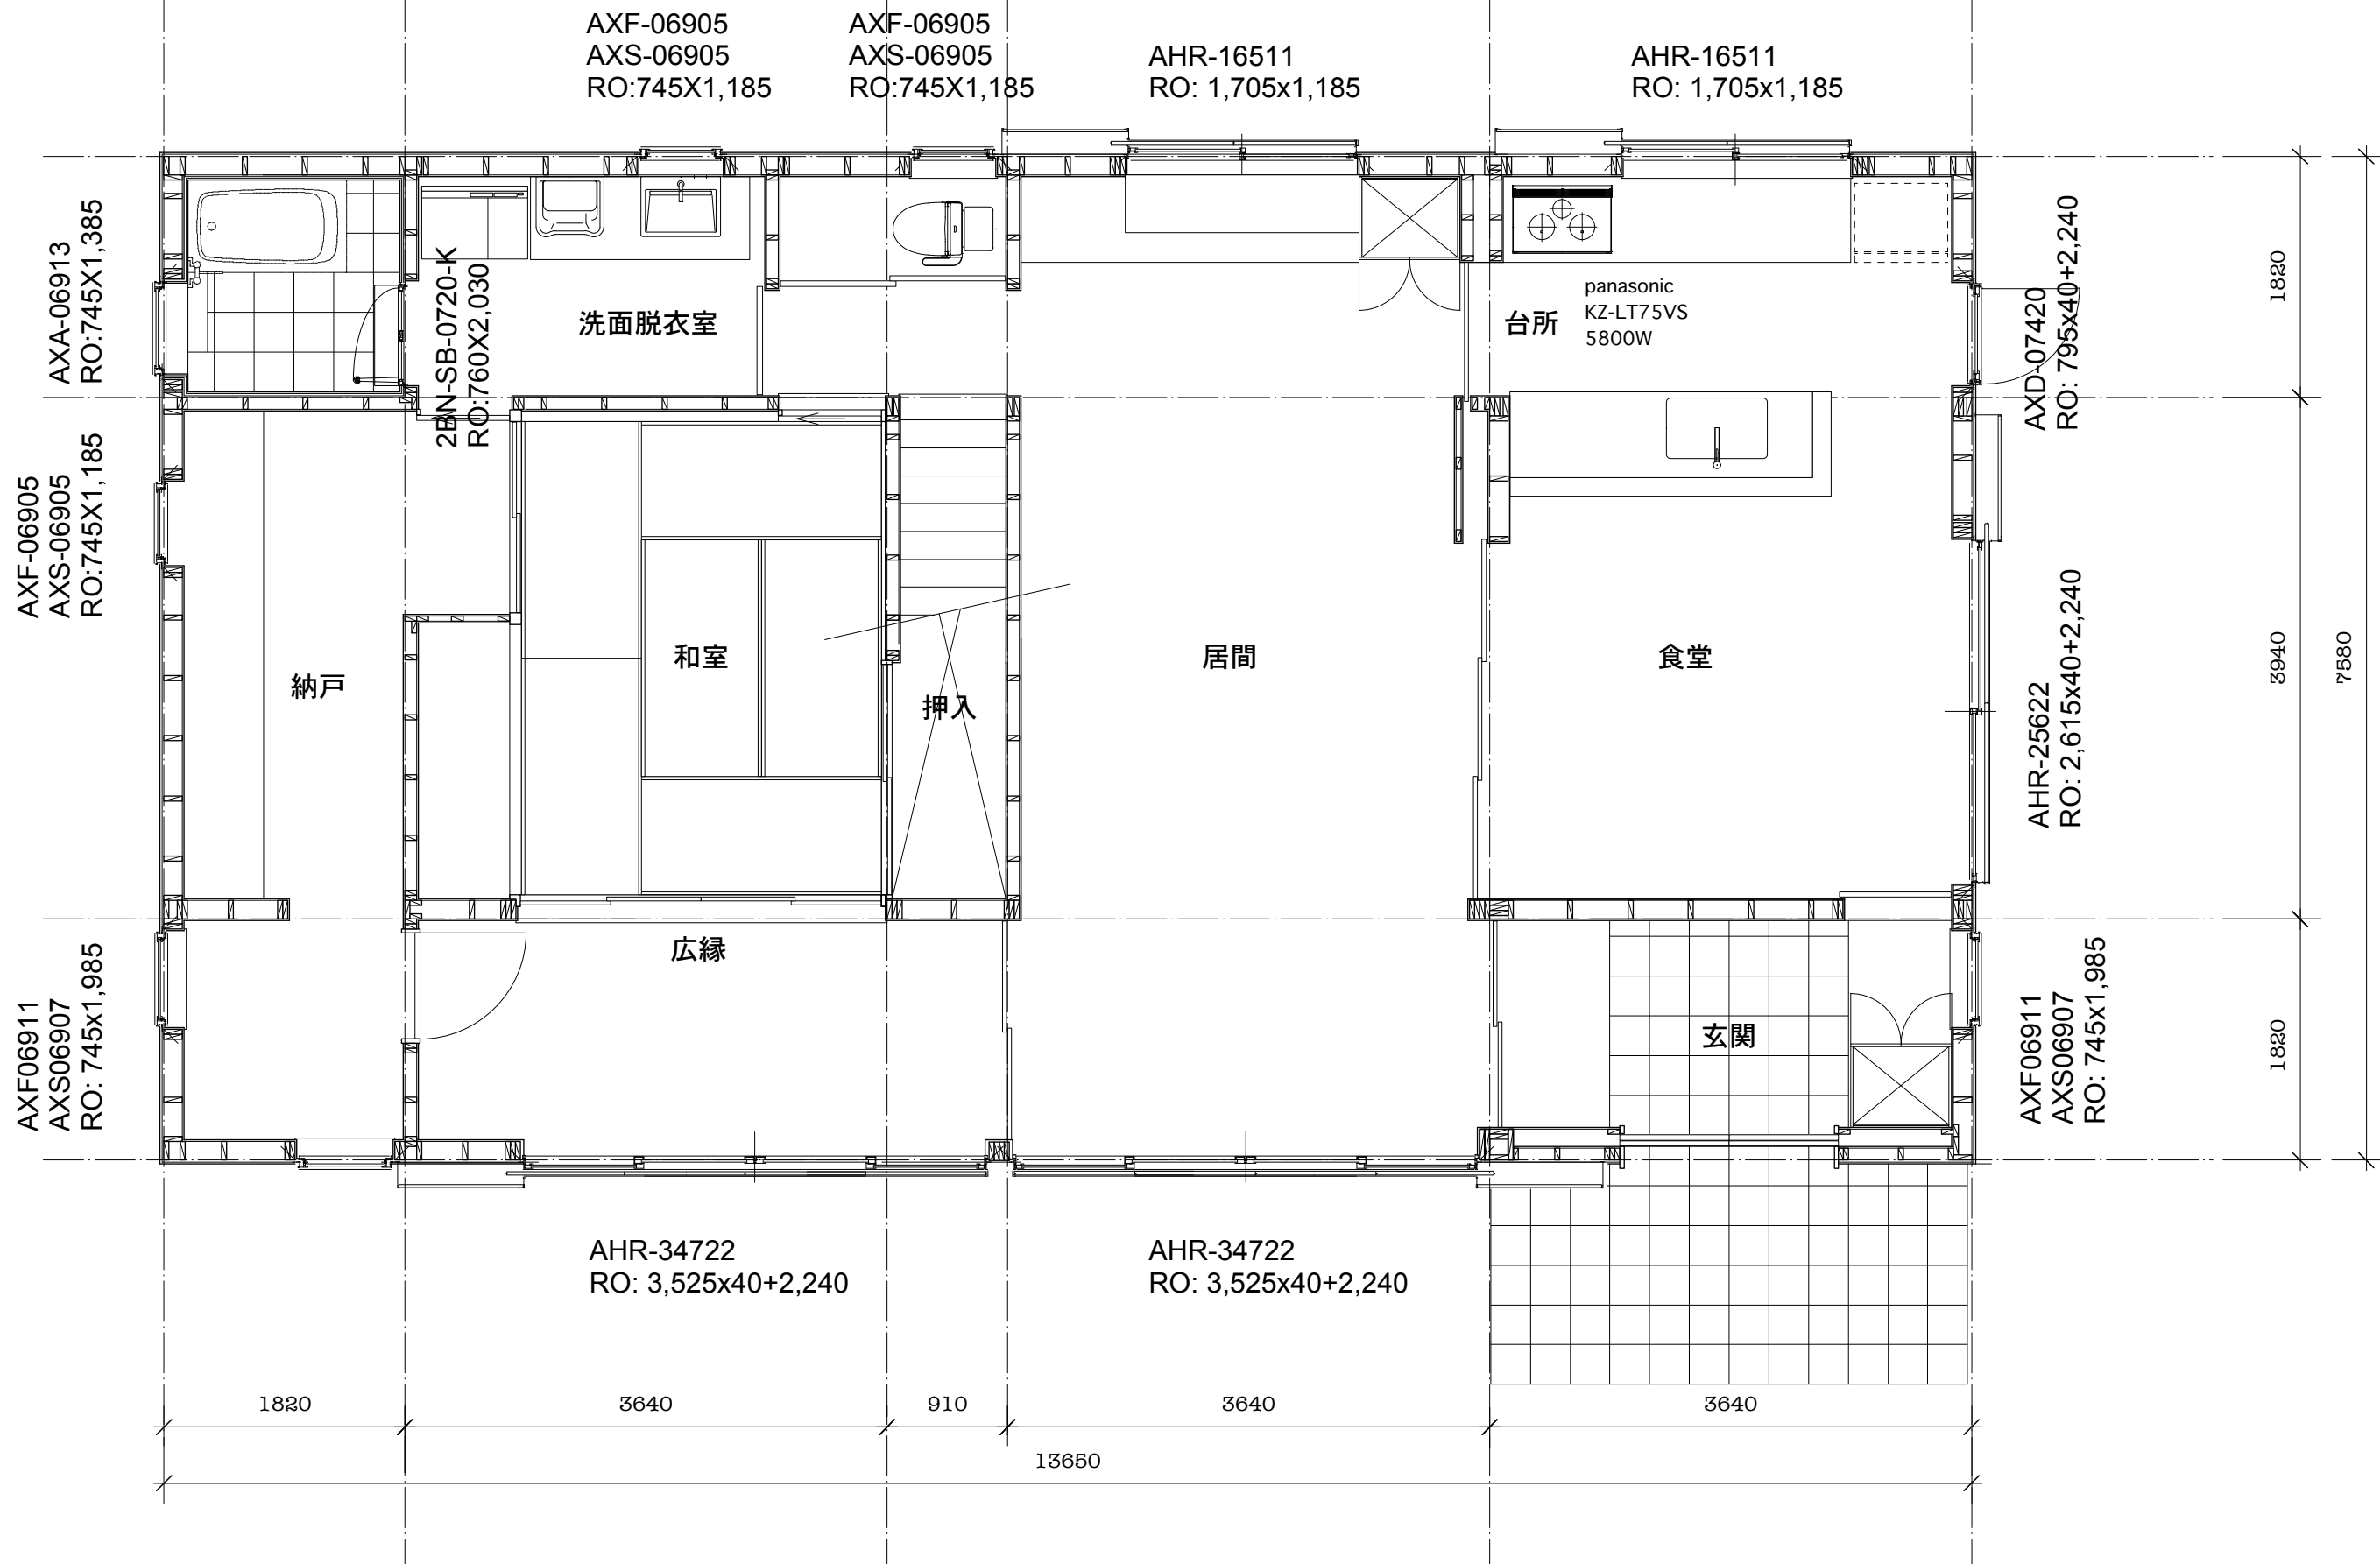 AXF-06905
AXS-06905
RO:745X1,185
AXF-06905
AXS-06905
RO:745X1,185
AHR-16511
RO: 1,705x1,185
AHR-16511
RO: 1,705x1,185
AXA-06913
RO:745X1,385
2BN-SB-0720-K
RO:760X2,030
洗面脱衣室
台所
panasonic
KZ-LT75VS
5800W
AXD-07420
RO: 795x40+2,240
1820
AXF-06905
AXS-06905
RO:745X1,185
納戸
和室
押入
居間
食堂
AHR-25622
RO: 2,615x40+2,240
3940
7580
AXF06911
AXS06907
RO: 745x1,985
広縁
玄関
AXF06911
AXS06907
RO: 745x1,985
1820
AHR-34722
RO: 3,525x40+2,240
AHR-34722
RO: 3,525x40+2,240
1820
3640
910
3640
3640
13650